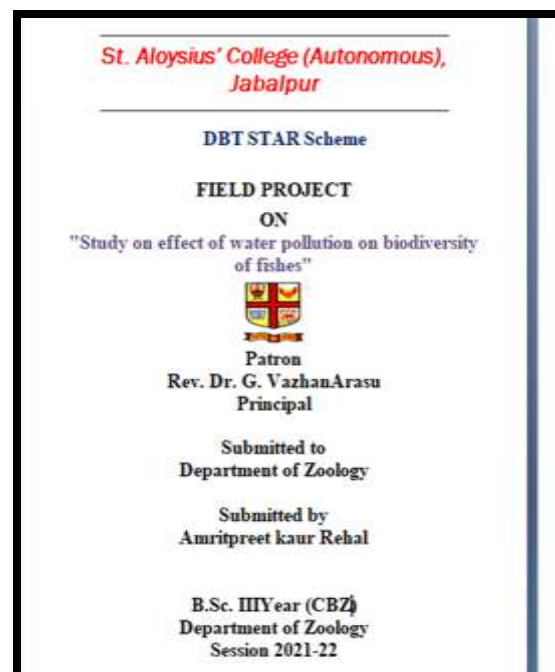 St. Aloysius' College (Autonomous),
Jabalpur
DBT STAR Scheme
FIELD PROJECT
ON
"Study on effect of water pollution on biodiversity
of fishes"
Patron
Rev. Dr. G. VazhanArasu
Principal
Submitted to
Department of Zoology
Submitted by
Amritpreet kaur Rehal
B.Sc. IIIYear (CBZ)
Department of Zoology
Session 2021-22